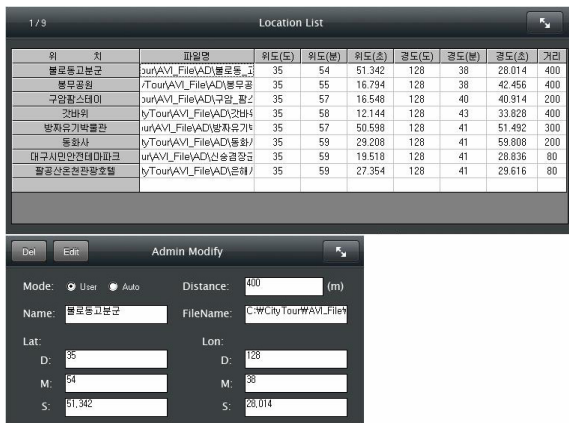 1/9 Location List
위 치 파일명 위도(도) 위도(분) 위도(초) 경도(도) 경도(분) 경도(초) 거리
불로동고분군 our\AVI_File\AD\불로동_고 35 54 51.342 128 38 28.014 400
봉무공원 /Tour\AVI_File\AD\봉무공 35 55 16.794 128 38 42.456 400
구암팜스테이 our\AVI_File\AD\구암_팜스 35 57 16.548 128 40 40.914 200
갓바위 tyTour\AVI_File\AD\갓바위 35 58 12.144 128 43 33.828 400
방자유기박물관 our\AVI_File\AD\방자유기박 35 57 50.598 128 41 51.492 300
동화사 tyTour\AVI_File\AD\동화사 35 59 29.208 128 41 59.808 200
대구시민안전테마파크 ur\AVI_File\AD\신숭겸장군 35 59 19.518 128 41 28.836 80
팔공산온천관광호텔 tyTour\AVI_File\AD\은해사 35 59 27.354 128 41 29.616 80
Del Edit Admin Modify
Mode: User Auto Distance: 400 (m)
Name: 불로동고분군 FileName: C:₩CityTour₩AVI_File₩
Lat: Lon:
D: 35 D: 128
M: 54 M: 38
S: 51,342 S: 28,014